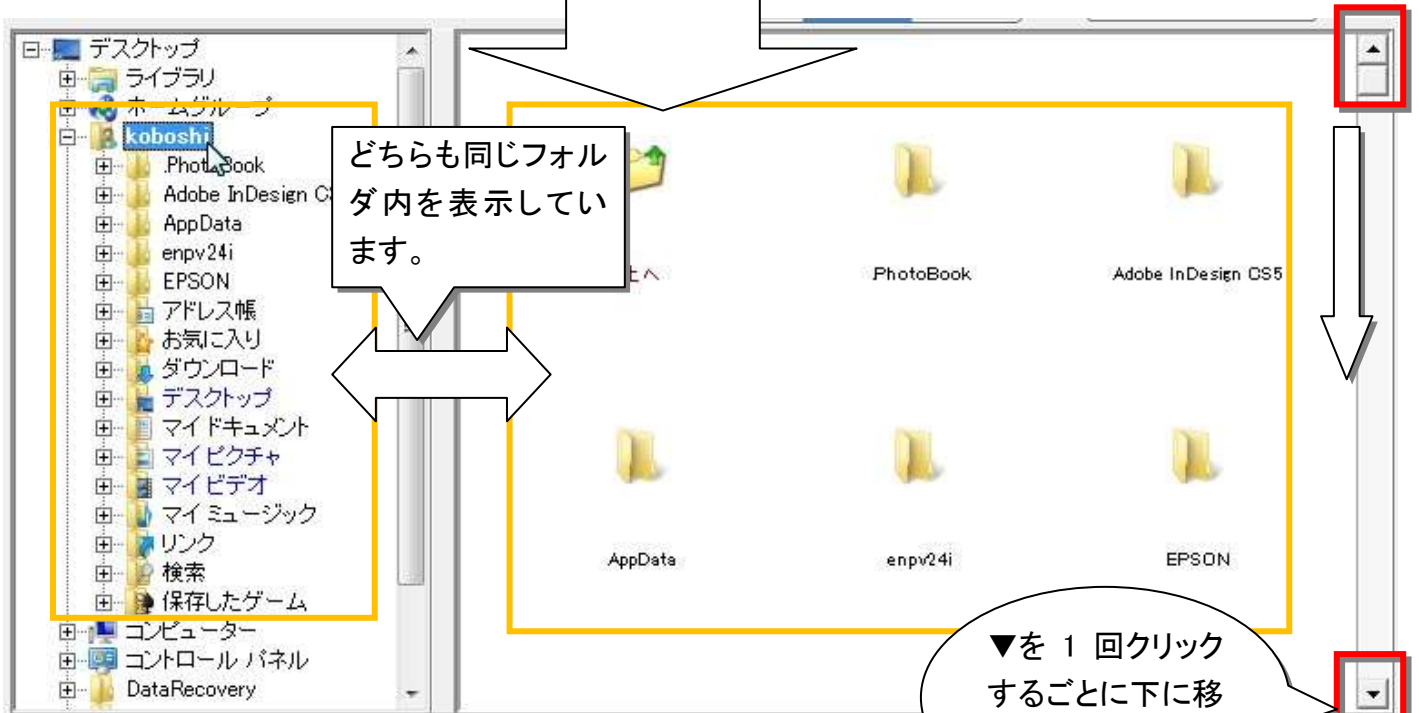 デスクトップ
ライブラリ
ホームグループ
koboshi
.PhotoBook
Adobe InDesign
AppData
enpv24i
EPSON
アドレス帳
お気に入り
ダウンロード
デスクトップ
マイ ドキュメント
マイ ピクチャ
マイ ビデオ
マイ ミュージック
リンク
検索
保存したゲーム
コンピューター
コントロール パネル
DataRecovery
どちらも同じフォル
ダ内を表示してい
ます。
上へ
.PhotoBook
Adobe InDesign CS5
AppData
enpv24i
EPSON
▼を 1 回クリック
するごとに下に移